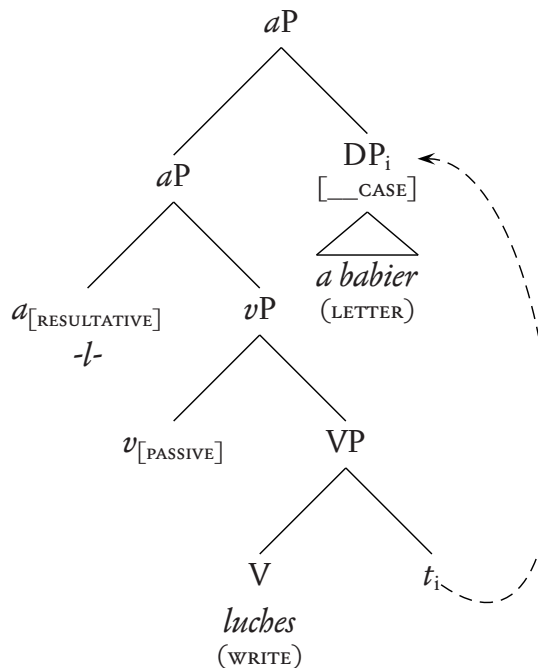 aP
aP DPᵢ
[__CASE]
a babier
(LETTER)
a[RESULTATIVE] vP
-l-
v[PASSIVE] VP
V tᵢ
luches
(WRITE)